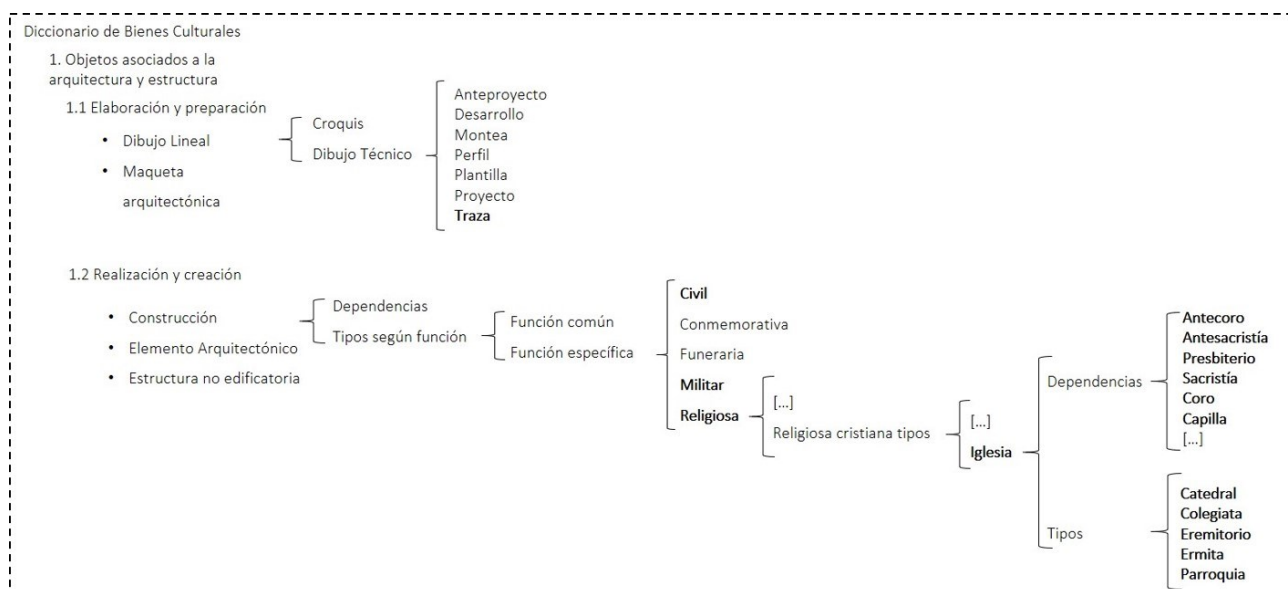 Diccionario de Bienes Culturales
1. Objetos asociados a la
arquitectura y estructura
1.1 Elaboración y preparación
• Dibujo Lineal
• Maqueta
arquitectónica
Croquis
Dibujo Técnico
Anteproyecto
Desarrollo
Montea
Perfil
Plantilla
Proyecto
Traza
1.2 Realización y creación
• Construcción
• Elemento Arquitectónico
• Estructura no edificatoria
Dependencias
Tipos según función
Función común
Función específica
Civil
Conmemorativa
Funeraria
Militar
Religiosa
[...]
Religiosa cristiana tipos
[...]
Iglesia
Dependencias
Antecoro
Antesacristía
Presbiterio
Sacristía
Coro
Capilla
[...]
Tipos
Catedral
Colegiata
Eremitorio
Ermita
Parroquia